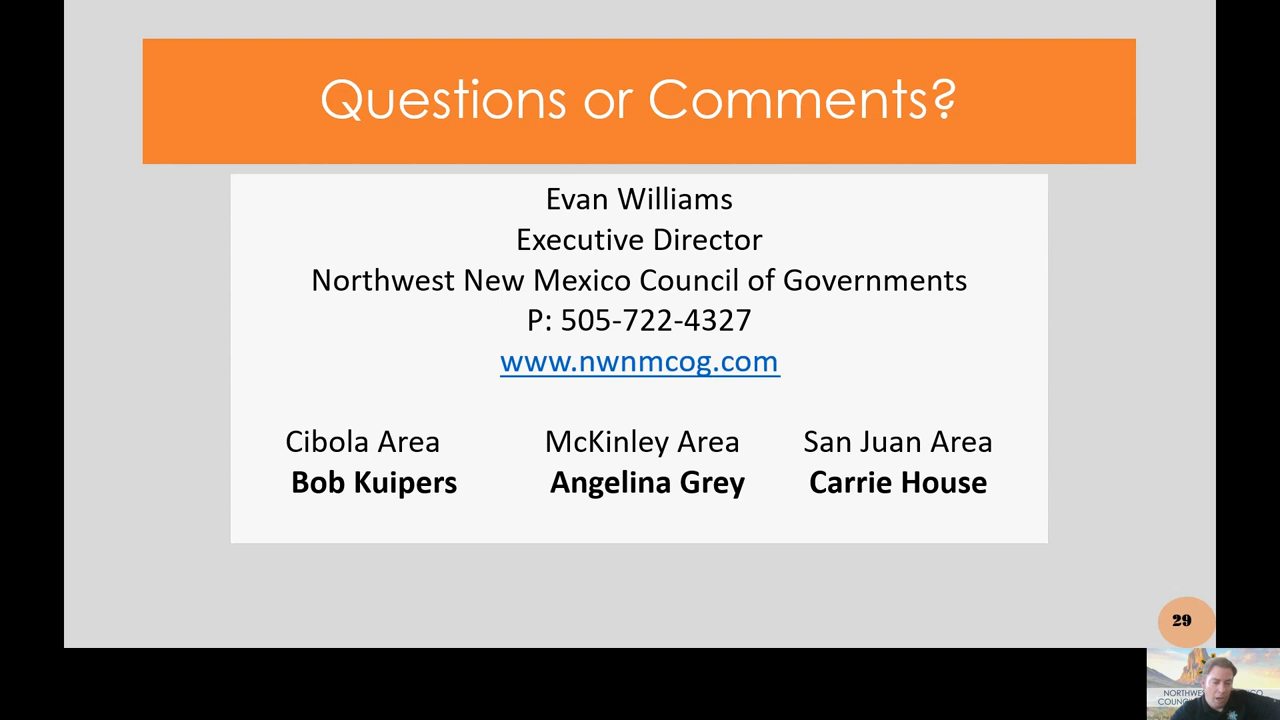 Questions or Comments?
Evan Williams
Executive Director
Northwest New Mexico Council of Governments
P: 505-722-4327
www.nwnmcog.com
Cibola Area McKinley Area San Juan Area
Bob Kuipers Angelina Grey Carrie House
29